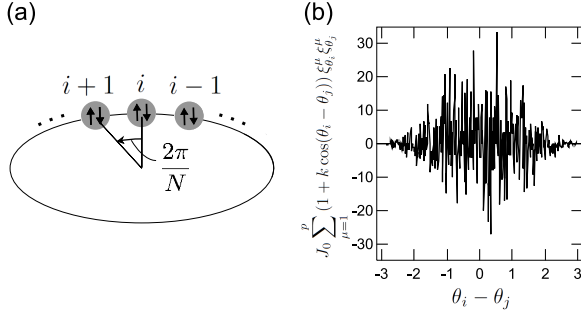 (a)
i + 1 i i − 1
2π
N
(b)
J₀ ∑ᵖ_{μ=1} (1 + k cos(θᵢ − θⱼ)) ξ^μ_{θᵢ} ξ^μ_{θⱼ}
30
20
10
0
-10
-20
-30
-3 -2 -1 0 1 2 3
θᵢ − θⱼ